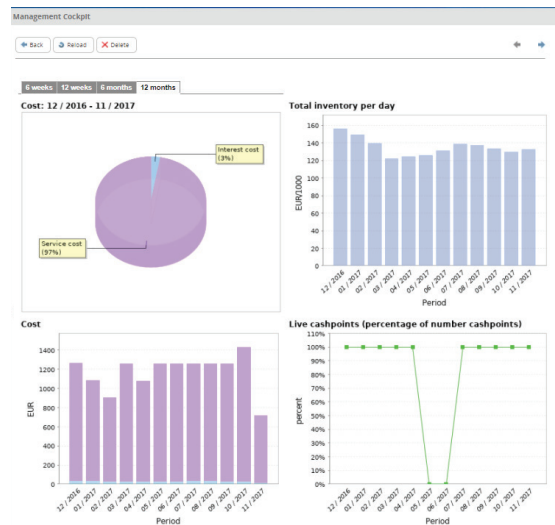 Management Cockpit
Back Reload Delete
6 weeks 12 weeks 6 months 12 months
Cost: 12 / 2016 - 11 / 2017
Interest cost
(3%)
Service cost
(97%)
Total inventory per day
EUR/1000
160
140
120
100
80
60
40
20
0
12 / 2016 01 / 2017 02 / 2017 03 / 2017 04 / 2017 05 / 2017 06 / 2017 07 / 2017 08 / 2017 09 / 2017 10 / 2017 11 / 2017
Period
Cost
EUR
1400
1200
1000
800
600
400
200
0
12 / 2016 01 / 2017 02 / 2017 03 / 2017 04 / 2017 05 / 2017 06 / 2017 07 / 2017 08 / 2017 09 / 2017 10 / 2017 11 / 2017
Period
Live cashpoints (percentage of number cashpoints)
percent
110%
100%
90%
80%
70%
60%
50%
40%
30%
20%
10%
0%
12 / 2016 01 / 2017 02 / 2017 03 / 2017 04 / 2017 05 / 2017 06 / 2017 07 / 2017 08 / 2017 09 / 2017 10 / 2017 11 / 2017
Period